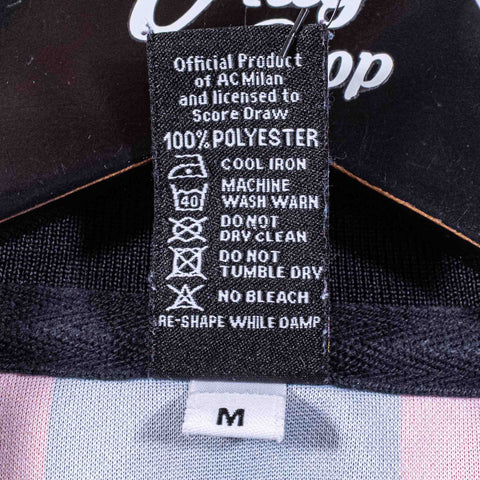 Official Product
of AC Milan
and licensed to
Score Draw
100% POLYESTER
COOL IRON
40
MACHINE
WASH WARM
DO NOT
DRY CLEAN
DO NOT
TUMBLE DRY
NO BLEACH
RE-SHAPE WHILE DAMP
M